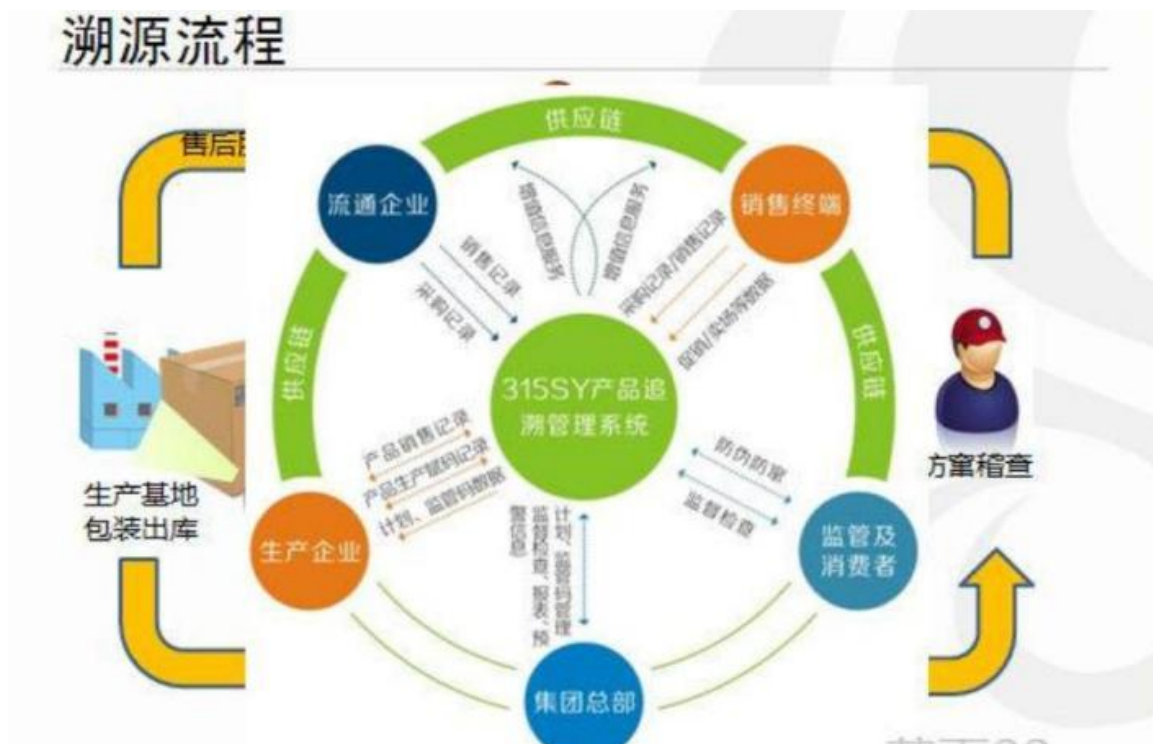 溯源流程
售后
供应链
流通企业
销售终端
增值信息服务
增值信息服务
销售记录
采购记录
采购记录/销售记录
促销/卖场等数据
供应链
供应链
315SY产品追
溯管理系统
产品销售记录
产品生产赋码记录
计划、监管码数据
防伪防窜
监督检查
生产基地
包装出库
防窜稽查
生产企业
监管及
消费者
计划、监管码管理
监督检查、报表、预
警信息
集团总部